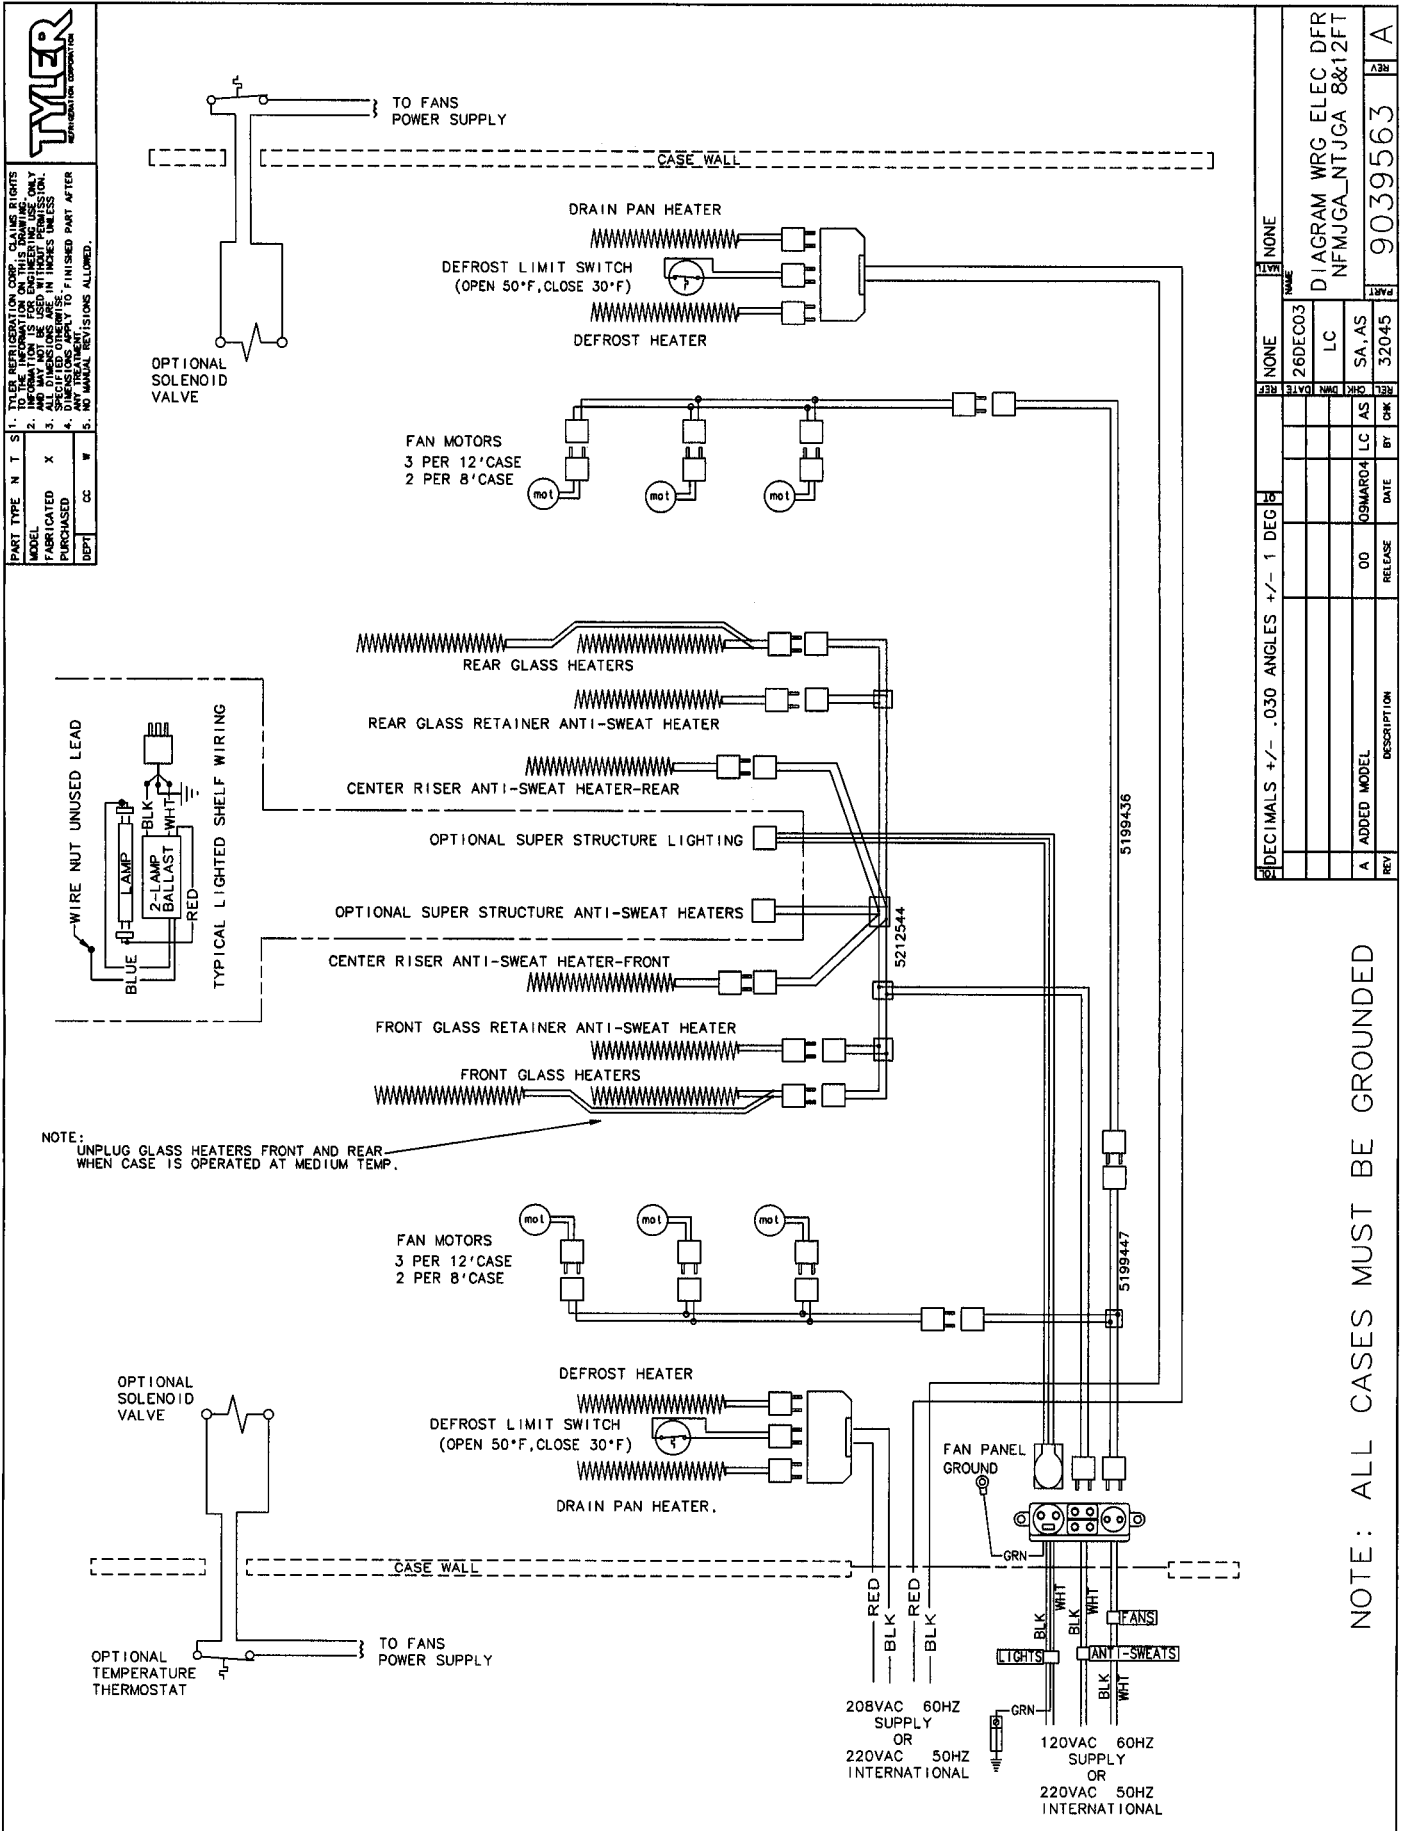 TYLER
REFRIGERATION CORPORATION
1. TYLER REFRIGERATION CORP. CLAIMS RIGHTS
TO THE INFORMATION ON THIS DRAWING.
2. INFORMATION IS FOR ENGINEERING USE ONLY
AND MAY NOT BE USED WITHOUT PERMISSION.
3. ALL DIMENSIONS ARE IN INCHES UNLESS
SPECIFIED OTHERWISE.
4. DIMENSIONS APPLY TO FINISHED PART AFTER
ANY TREATMENT.
5. NO MANUAL REVISIONS ALLOWED.
PART TYPE N T S
MODEL
FABRICATED X
PURCHASED
DEPT CC W
TO FANS
POWER SUPPLY
CASE WALL
OPTIONAL
SOLENOID
VALVE
DRAIN PAN HEATER
DEFROST LIMIT SWITCH
(OPEN 50°F,CLOSE 30°F)
DEFROST HEATER
FAN MOTORS
3 PER 12'CASE
2 PER 8'CASE
mot
mot
mot
REAR GLASS HEATERS
REAR GLASS RETAINER ANTI-SWEAT HEATER
CENTER RISER ANTI-SWEAT HEATER-REAR
OPTIONAL SUPER STRUCTURE LIGHTING
OPTIONAL SUPER STRUCTURE ANTI-SWEAT HEATERS
CENTER RISER ANTI-SWEAT HEATER-FRONT
FRONT GLASS RETAINER ANTI-SWEAT HEATER
FRONT GLASS HEATERS
5212544
5199436
5199447
WIRE NUT UNUSED LEAD
LAMP
2-LAMP
BALLAST
BLK
WHT
RED
BLUE
TYPICAL LIGHTED SHELF WIRING
NOTE:
UNPLUG GLASS HEATERS FRONT AND REAR
WHEN CASE IS OPERATED AT MEDIUM TEMP.
mot
mot
mot
FAN MOTORS
3 PER 12'CASE
2 PER 8'CASE
OPTIONAL
SOLENOID
VALVE
DEFROST HEATER
DEFROST LIMIT SWITCH
(OPEN 50°F,CLOSE 30°F)
DRAIN PAN HEATER.
FAN PANEL
GROUND
GRN
CASE WALL
RED
BLK
RED
BLK
BLK
WHT
BLK
WHT
FANS
LIGHTS
ANTI-SWEATS
BLK
WHT
GRN
OPTIONAL
TEMPERATURE
THERMOSTAT
TO FANS
POWER SUPPLY
208VAC 60HZ
SUPPLY
OR
220VAC 50HZ
INTERNATIONAL
120VAC 60HZ
SUPPLY
OR
220VAC 50HZ
INTERNATIONAL
NOTE: ALL CASES MUST BE GROUNDED
TOL DECIMALS +/- .030 ANGLES +/- 1 DEG
TO
REF NONE
MATL NONE
DATE 26DEC03
DWN LC
CHK SA,AS
REL 32045
NAME
DIAGRAM WRG ELEC DFR
NFMJGA_NTJGA 8&12FT
PART 9039563
REV A
A ADDED MODEL 00 09MAR04 LC AS
REV DESCRIPTION RELEASE DATE BY CHK